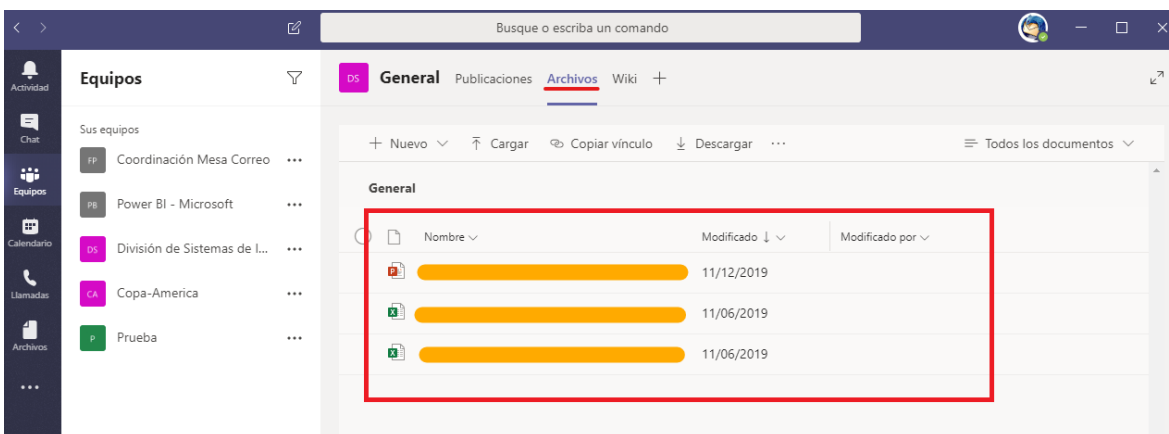 Busque o escriba un comando
Actividad
Chat
Equipos
Calendario
Llamadas
Archivos
Equipos
Sus equipos
FP Coordinación Mesa Correo
PB Power BI - Microsoft
DS División de Sistemas de I...
CA Copa-America
P Prueba
DS General Publicaciones Archivos Wiki
Nuevo Cargar Copiar vínculo Descargar ... Todos los documentos
General
Nombre Modificado Modificado por
11/12/2019
11/06/2019
11/06/2019